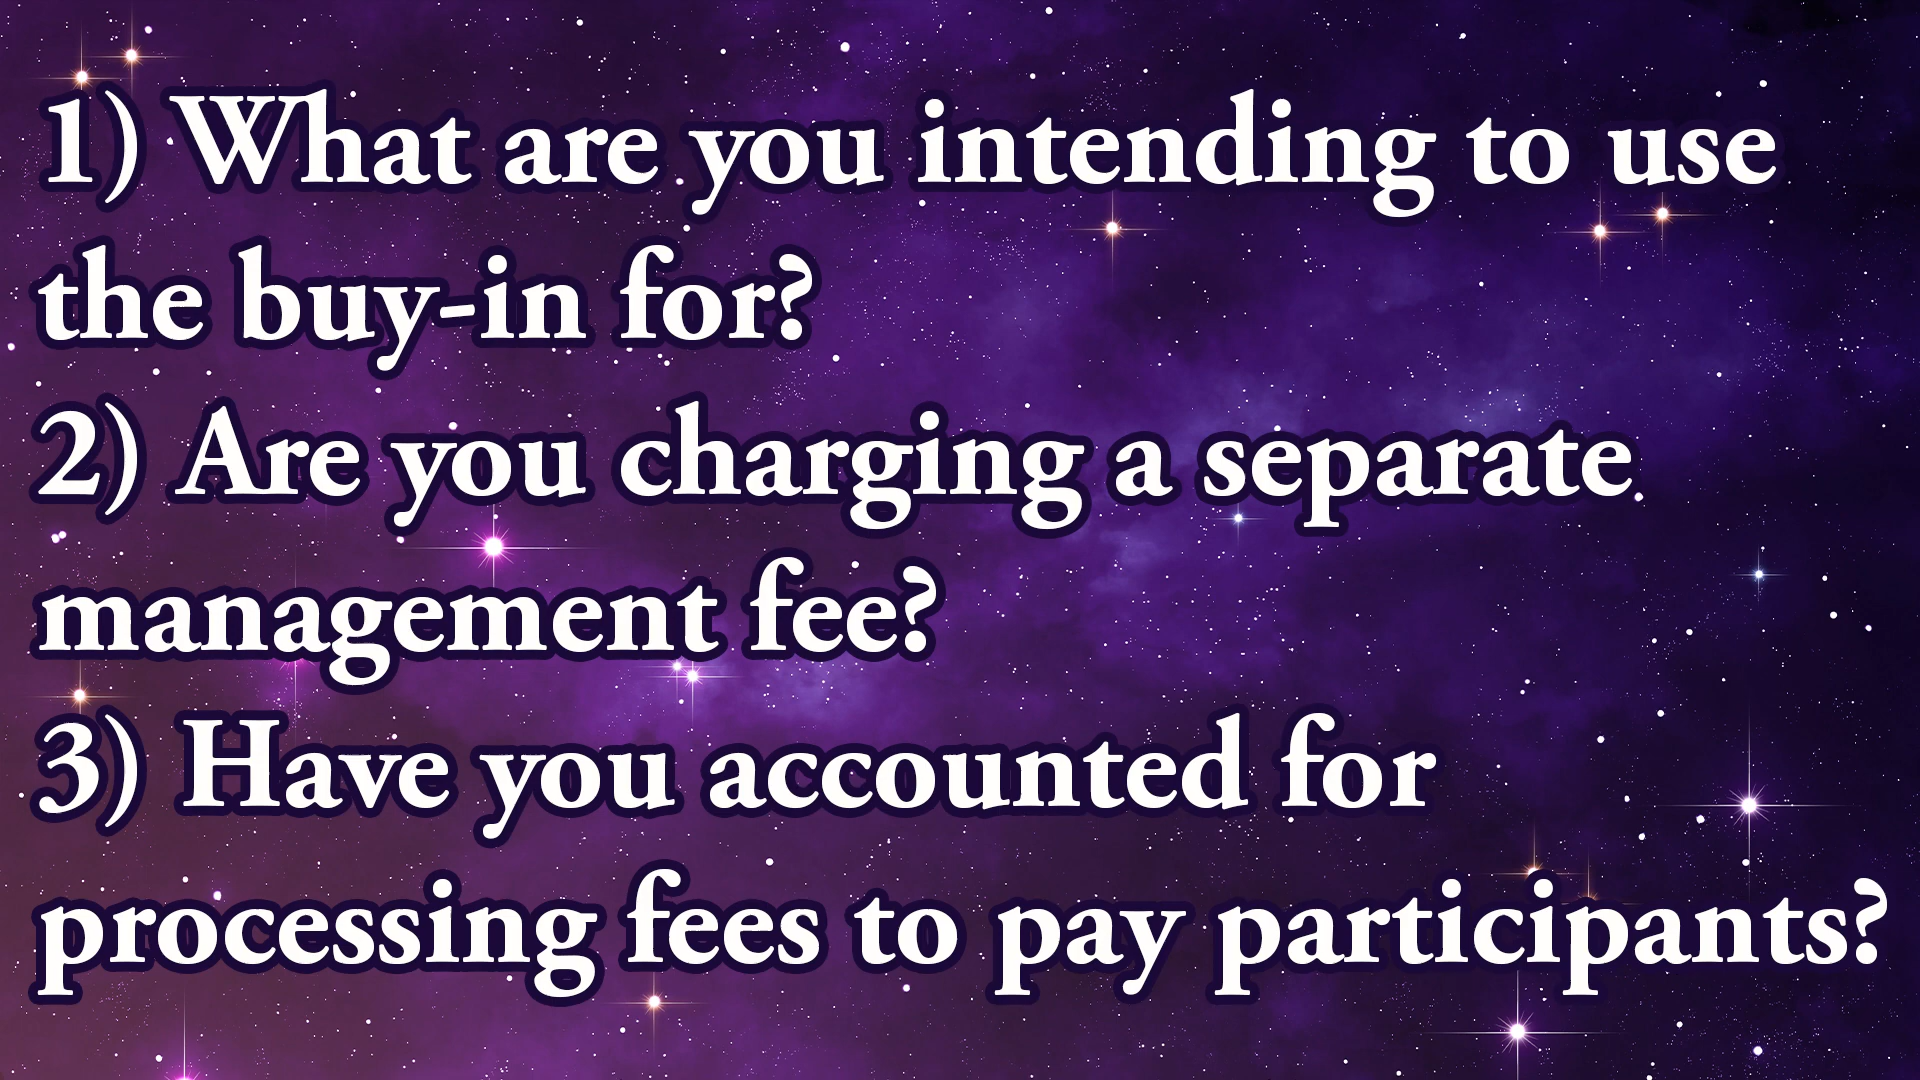 1) What are you intending to use
the buy-in for?
2) Are you charging a separate
management fee?
3) Have you accounted for
processing fees to pay participants?